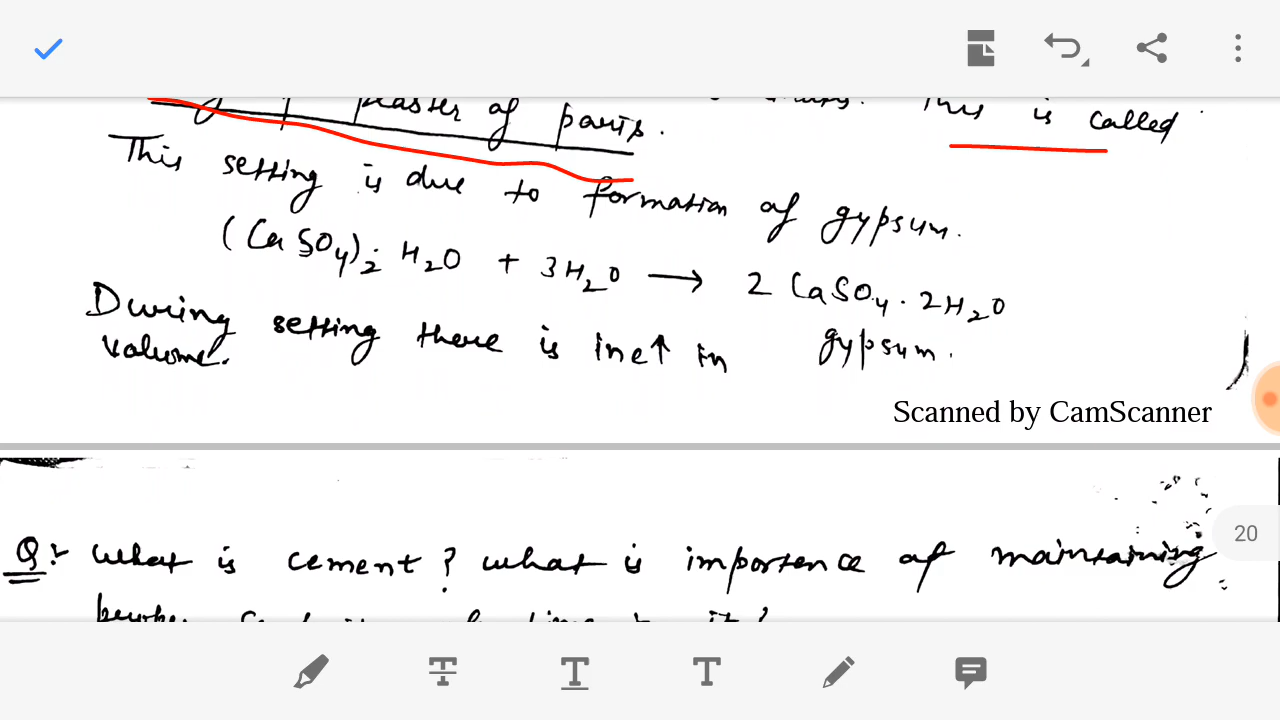 plaster of paris. This is called
This setting is due to formation of gypsum.
(CaSO4)2 H2O + 3H2O → 2 CaSO4 . 2H2O
During setting there is inc↑ in gypsum.
volume.
Scanned by CamScanner
Q: What is cement? what is importence of maintaining
20